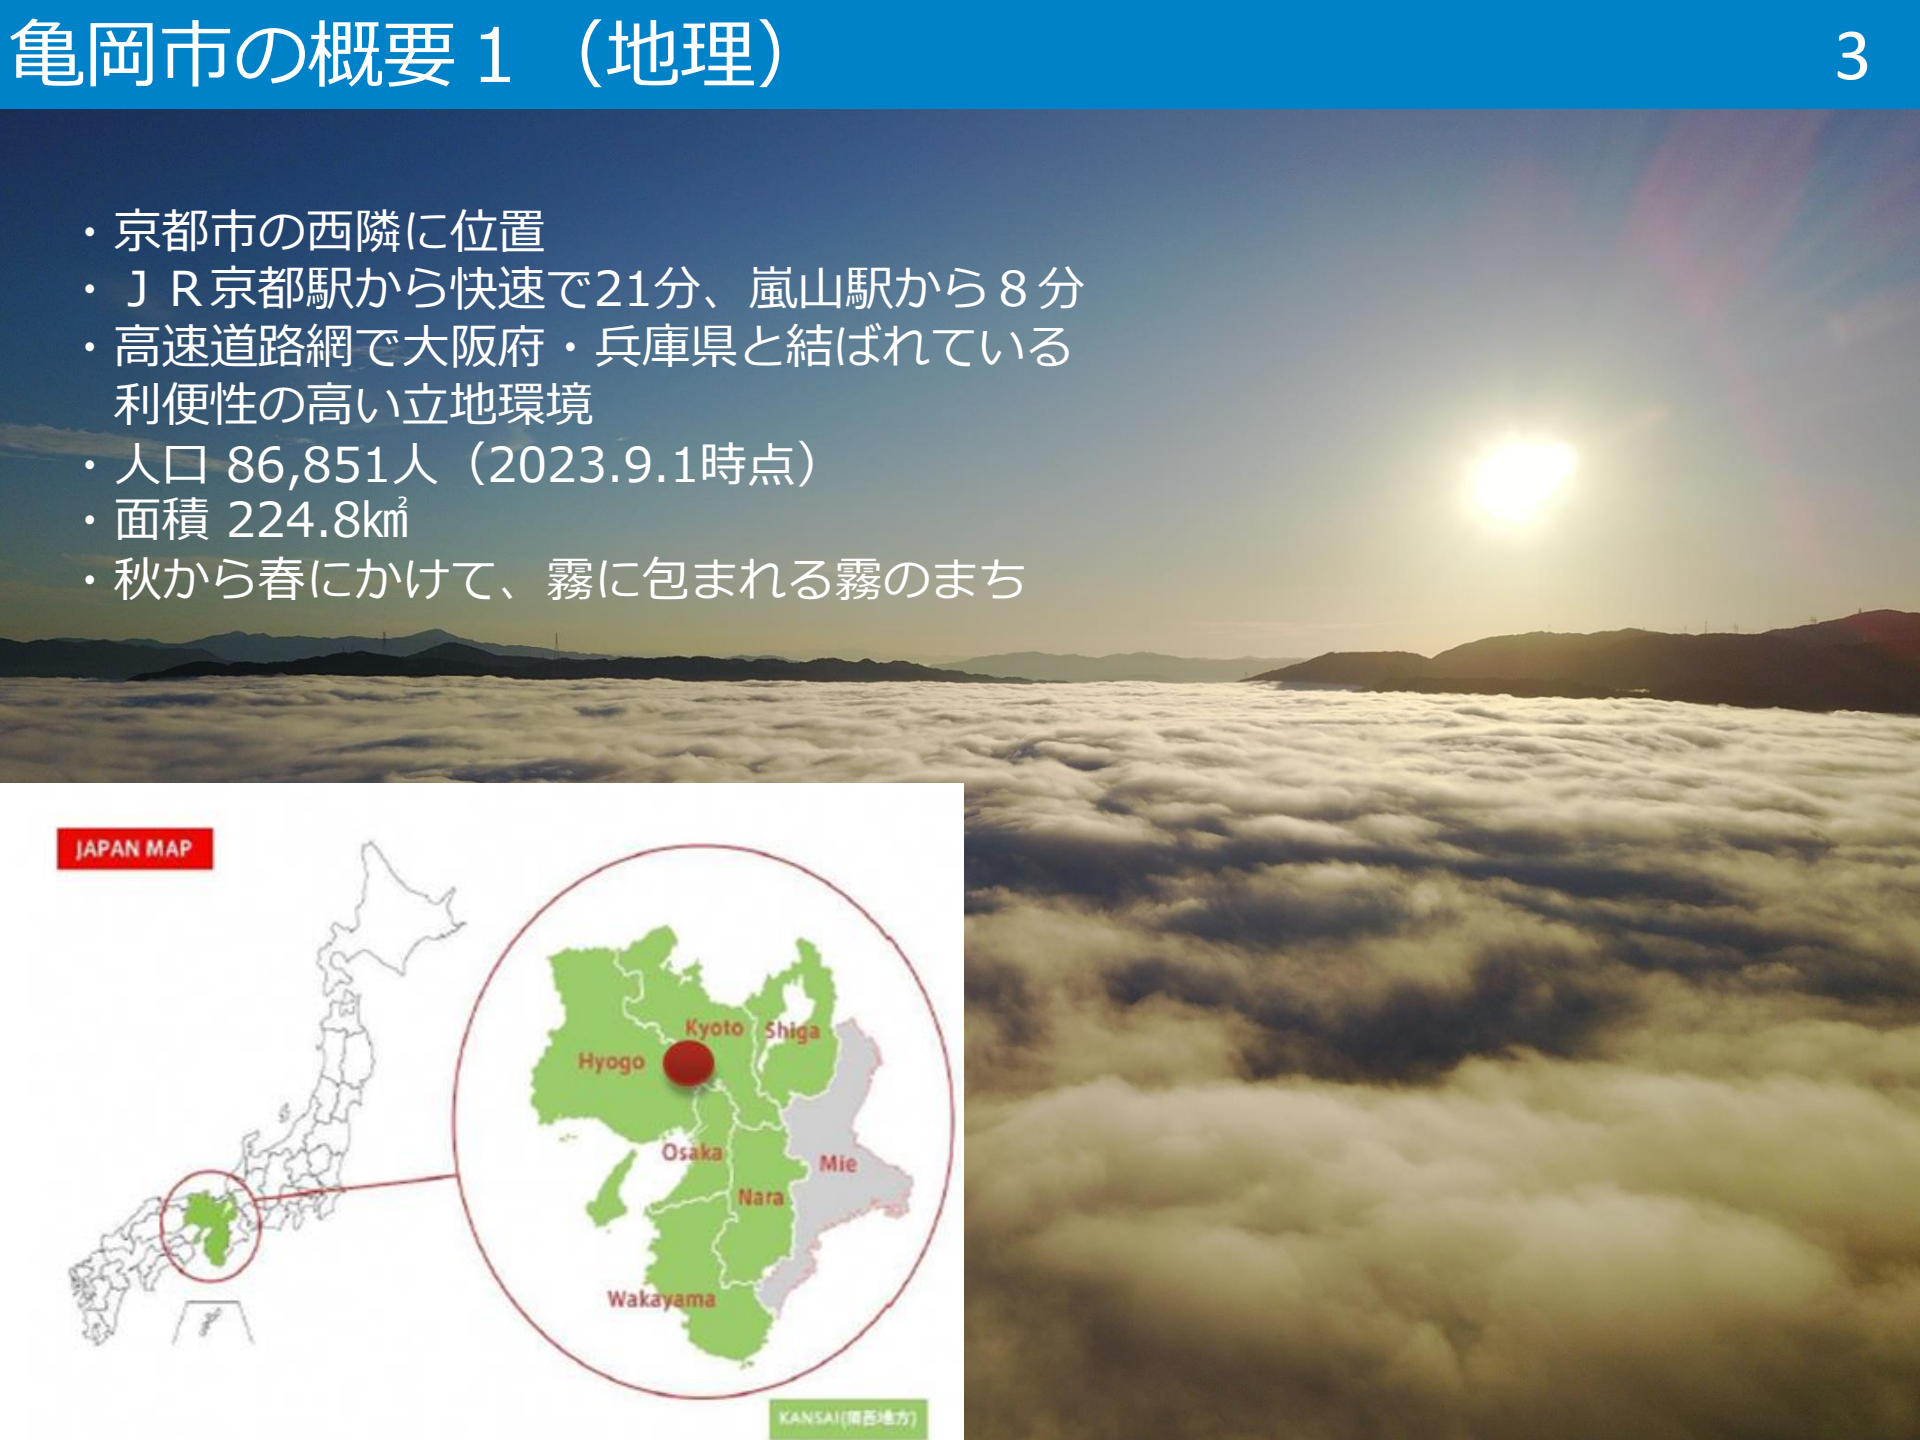 亀岡市の概要１（地理）
3
・京都市の西隣に位置
・ＪＲ京都駅から快速で21分、嵐山駅から８分
・高速道路網で大阪府・兵庫県と結ばれている
利便性の高い立地環境
・人口 86,851人（2023.9.1時点）
・面積 224.8㎢
・秋から春にかけて、霧に包まれる霧のまち
JAPAN MAP
Kyoto
Shiga
Hyogo
Osaka
Mie
Nara
Wakayama
KANSAI(関西地方)